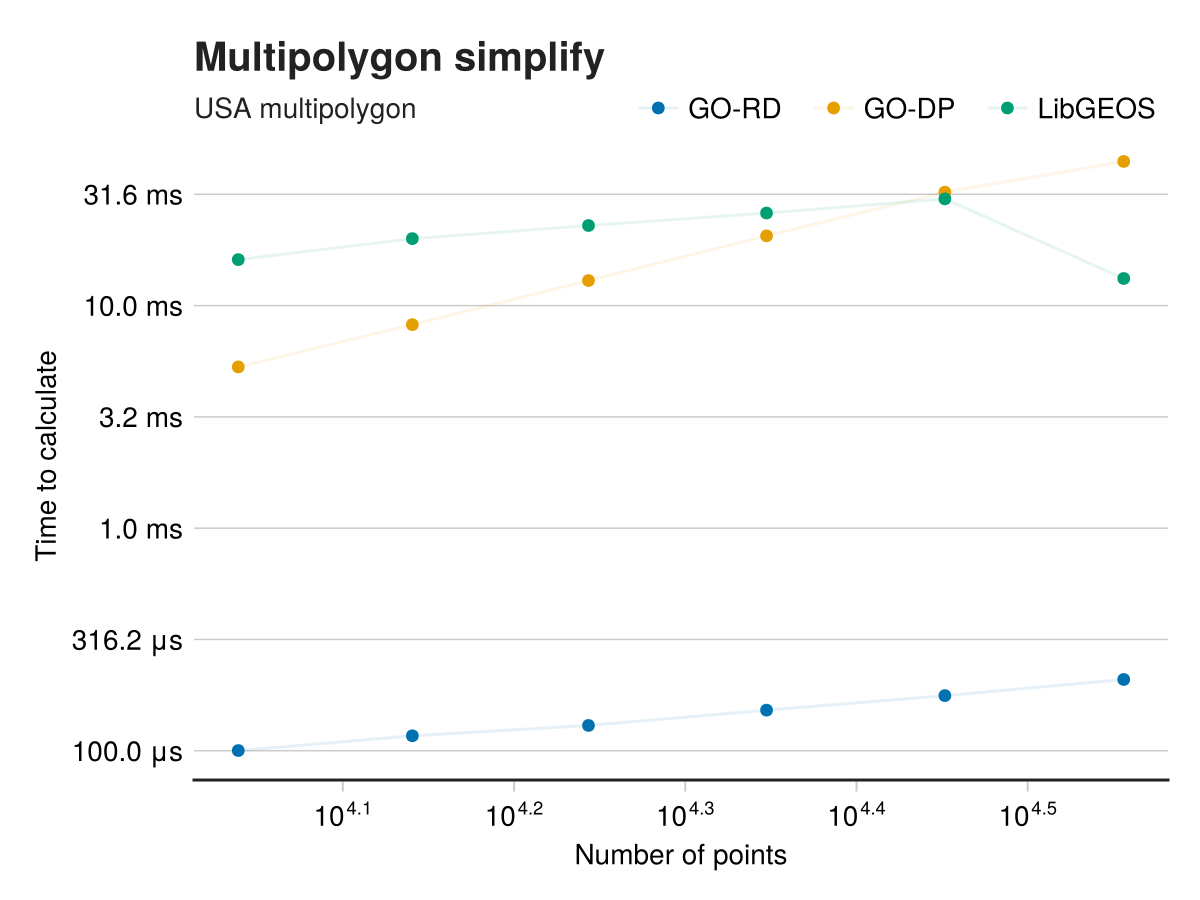 Multipolygon simplify
USA multipolygon
GO-RD
GO-DP
LibGEOS
31.6 ms
10.0 ms
3.2 ms
1.0 ms
316.2 µs
100.0 µs
Time to calculate
10^4.1
10^4.2
10^4.3
10^4.4
10^4.5
Number of points